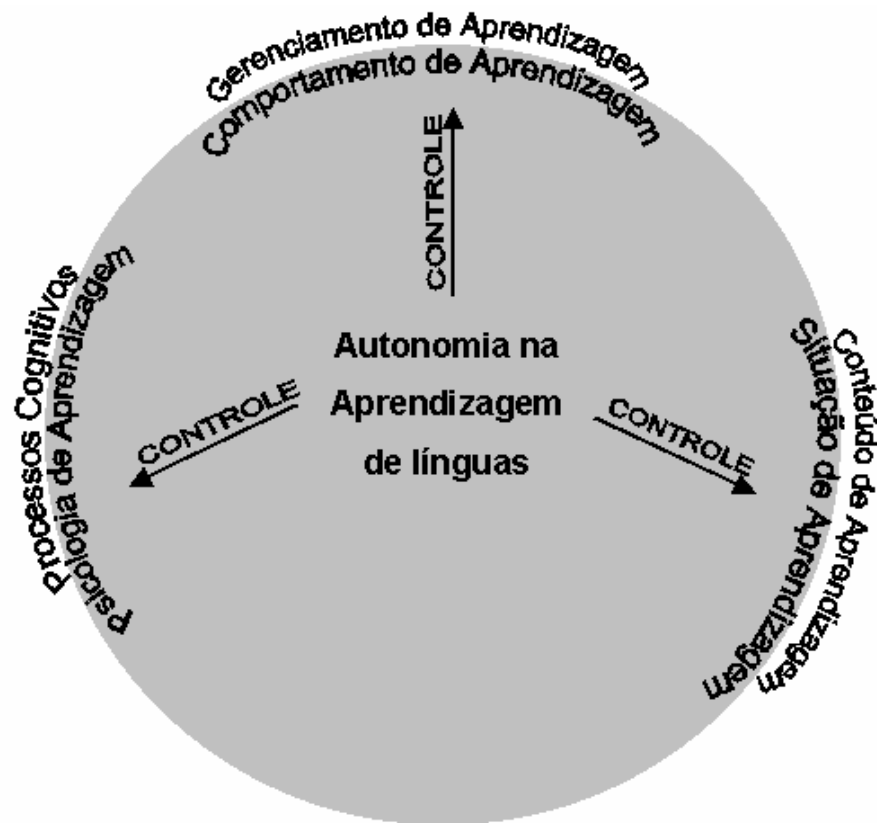 Gerenciamento de Aprendizagem
Comportamento de Aprendizagem
CONTROLE
Processos Cognitivos
Psicologia de Aprendizagem
CONTROLE
Autonomia na
Aprendizagem
de línguas
CONTROLE
Situação de Aprendizagem
Conteúdo de Aprendizagem